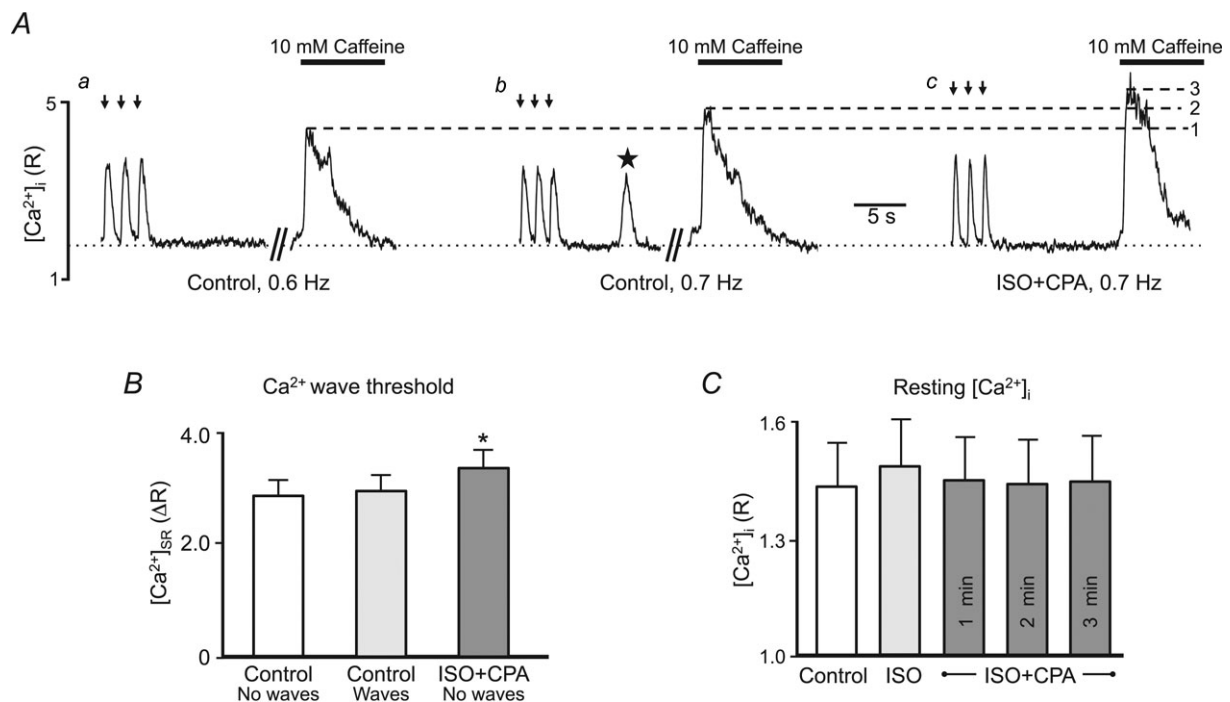 A
10 mM Caffeine
10 mM Caffeine
10 mM Caffeine
a
b
c
3
2
1
5
1
[Ca²⁺]ᵢ (R)
5 s
Control, 0.6 Hz
Control, 0.7 Hz
ISO+CPA, 0.7 Hz
B
Ca²⁺ wave threshold
4.0
2.0
0
[Ca²⁺]SR (ΔR)
*
Control
No waves
Control
Waves
ISO+CPA
No waves
C
Resting [Ca²⁺]ᵢ
1.6
1.3
1.0
[Ca²⁺]ᵢ (R)
1 min
2 min
3 min
Control
ISO
ISO+CPA